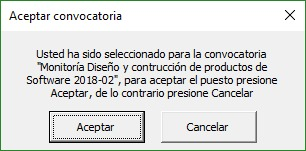 Aceptar convocatoria
Usted ha sido seleccionado para la convocatoria
"Monitoría Diseño y contrucción de productos de
Software 2018-02", para aceptar el puesto presione
Aceptar, de lo contrario presione Cancelar
Aceptar
Cancelar